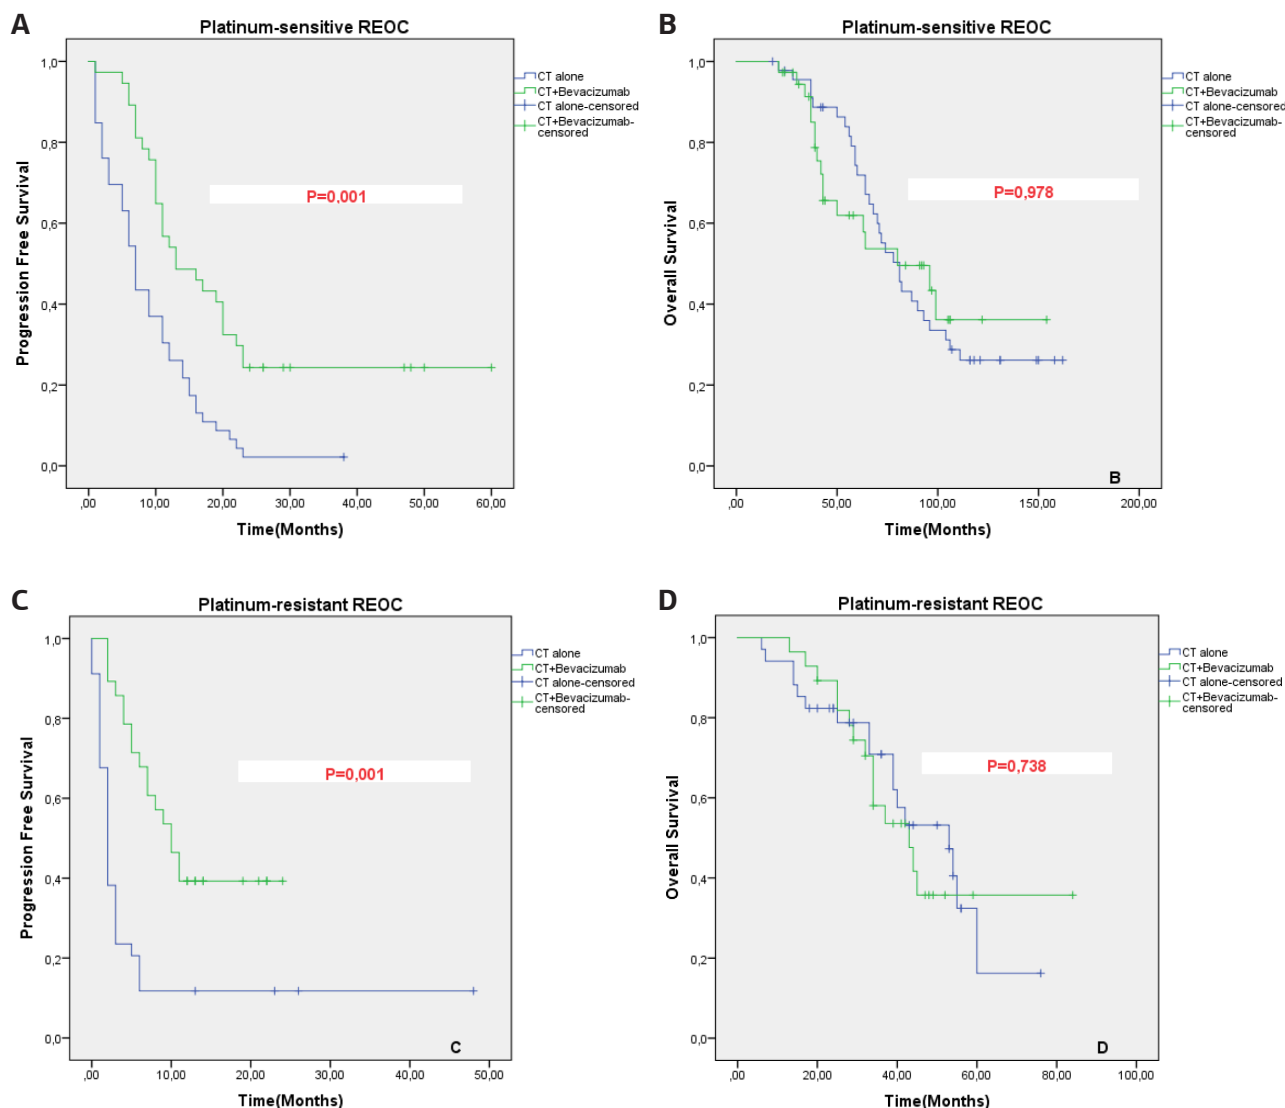 A
Platinum-sensitive REOC
1,0
0,8
0,6
0,4
0,2
0,0
Progression Free Survival
P=0,001
CT alone
CT+Bevacizumab
CT alone-censored
CT+Bevacizumab-
censored
,00 10,00 20,00 30,00 40,00 50,00 60,00
Time(Months)
B
Platinum-sensitive REOC
1,0
0,8
0,6
0,4
0,2
0,0
Overall Survival
P=0,978
CT alone
CT+Bevacizumab
CT alone-censored
CT+Bevacizumab-
censored
B
,00 50,00 100,00 150,00 200,00
Time(Months)
C
Platinum-resistant REOC
1,0
0,8
0,6
0,4
0,2
0,0
Progression Free Survival
P=0,001
CT alone
CT+Bevacizumab
CT alone-censored
CT+Bevacizumab-
censored
C
,00 10,00 20,00 30,00 40,00 50,00
Time(Months)
D
Platinum-resistant REOC
1,0
0,8
0,6
0,4
0,2
0,0
Overall Survival
P=0,738
CT alone
CT+Bevacizumab
CT alone-censored
CT+Bevacizumab-
censored
D
,00 20,00 40,00 60,00 80,00 100,00
Time(Months)